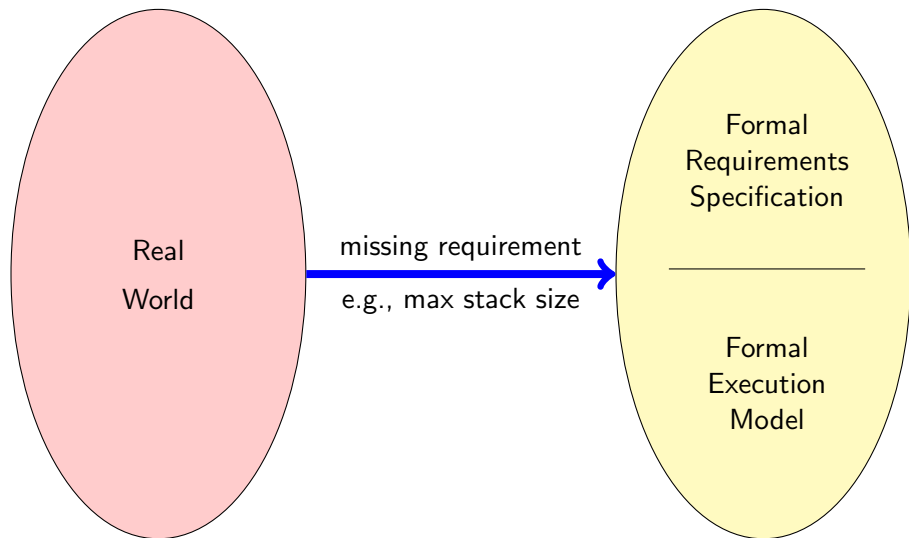 Real
World
missing requirement
e.g., max stack size
Formal
Requirements
Specification
Formal
Execution
Model